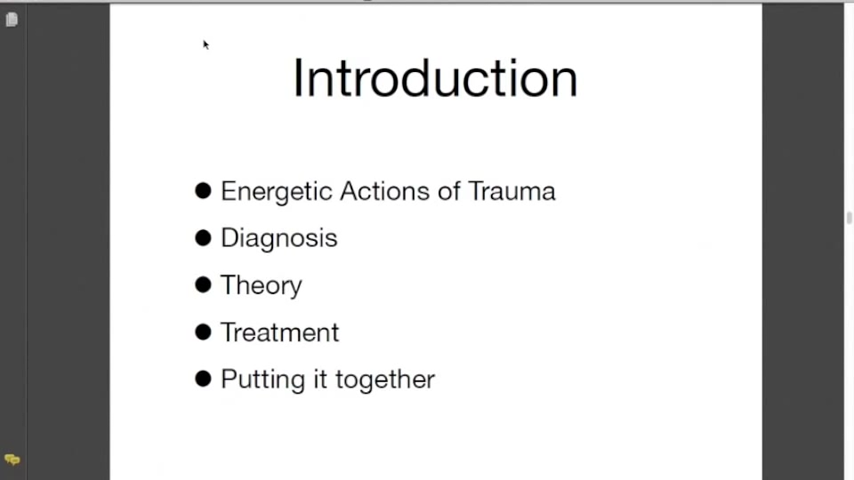 Introduction
● Energetic Actions of Trauma
● Diagnosis
● Theory
● Treatment
● Putting it together